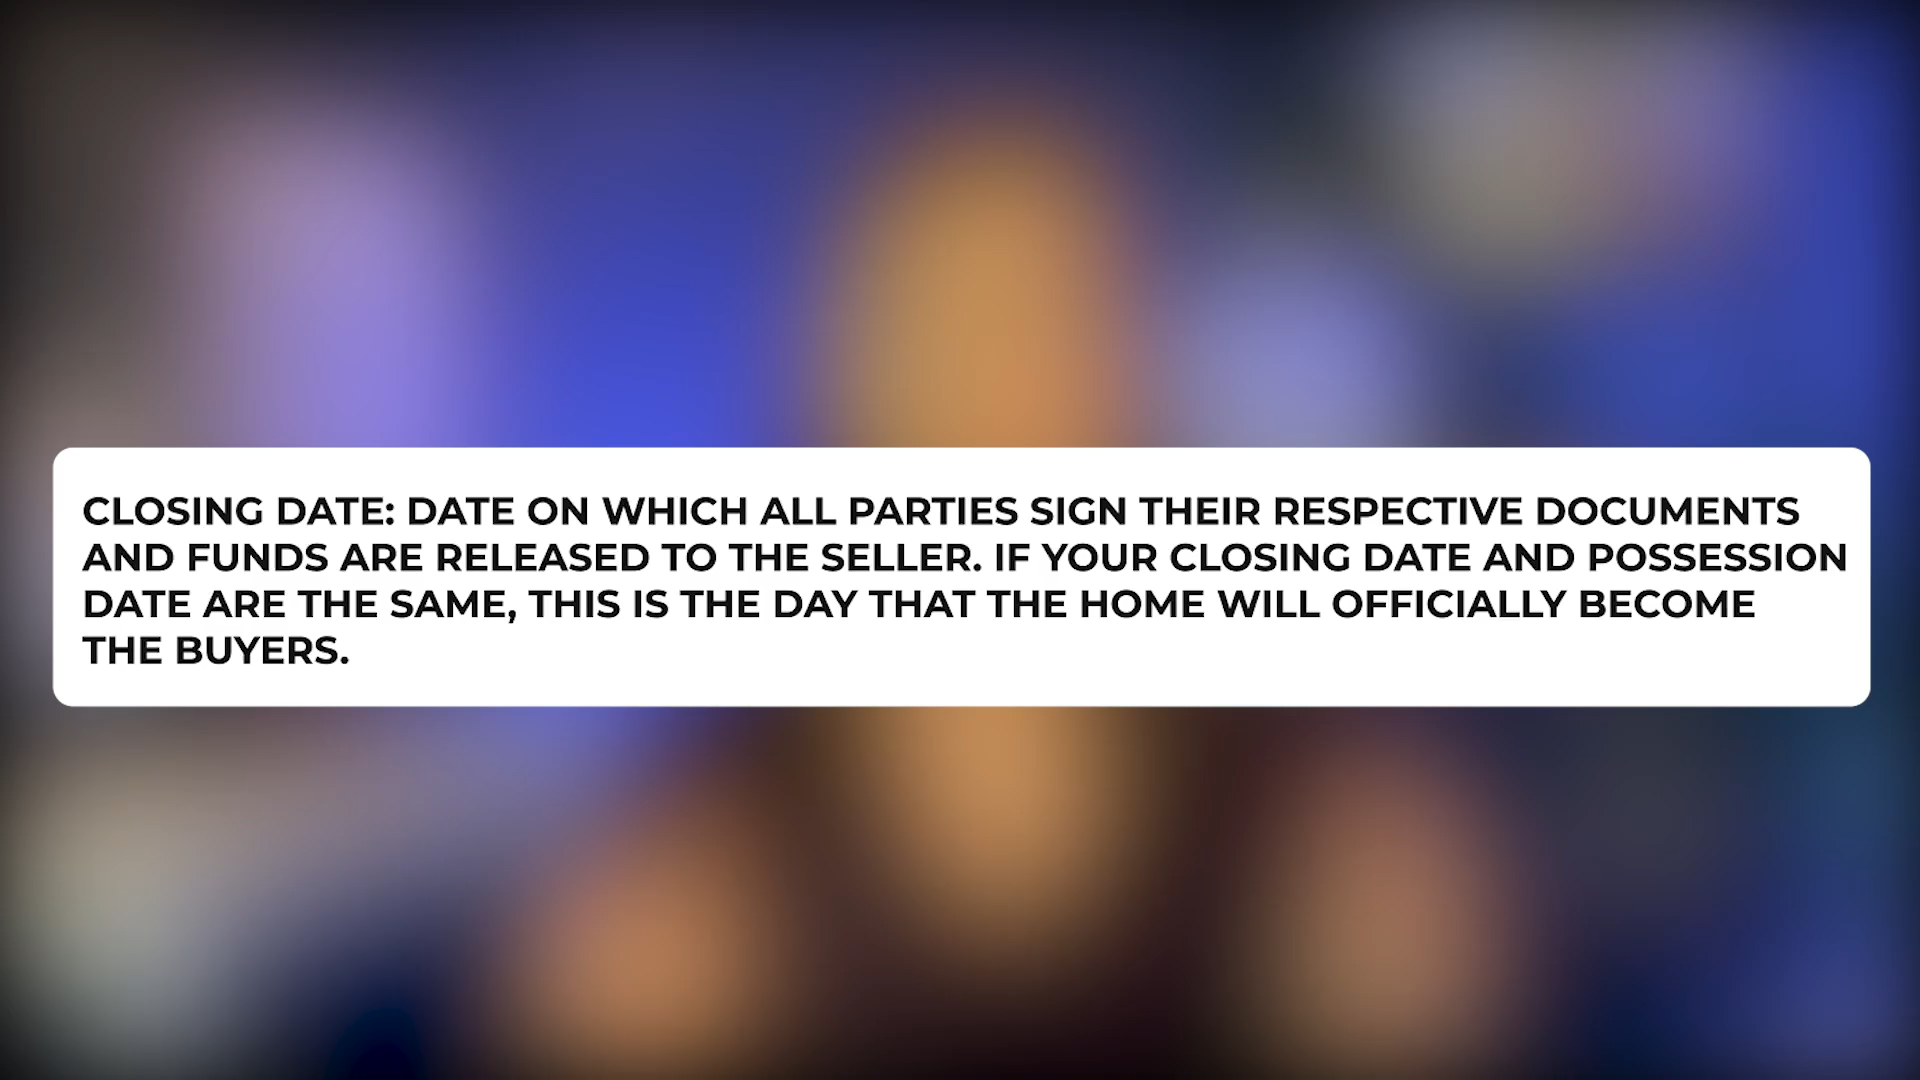 CLOSING DATE: DATE ON WHICH ALL PARTIES SIGN THEIR RESPECTIVE DOCUMENTS
AND FUNDS ARE RELEASED TO THE SELLER. IF YOUR CLOSING DATE AND POSSESSION
DATE ARE THE SAME, THIS IS THE DAY THAT THE HOME WILL OFFICIALLY BECOME
THE BUYERS.